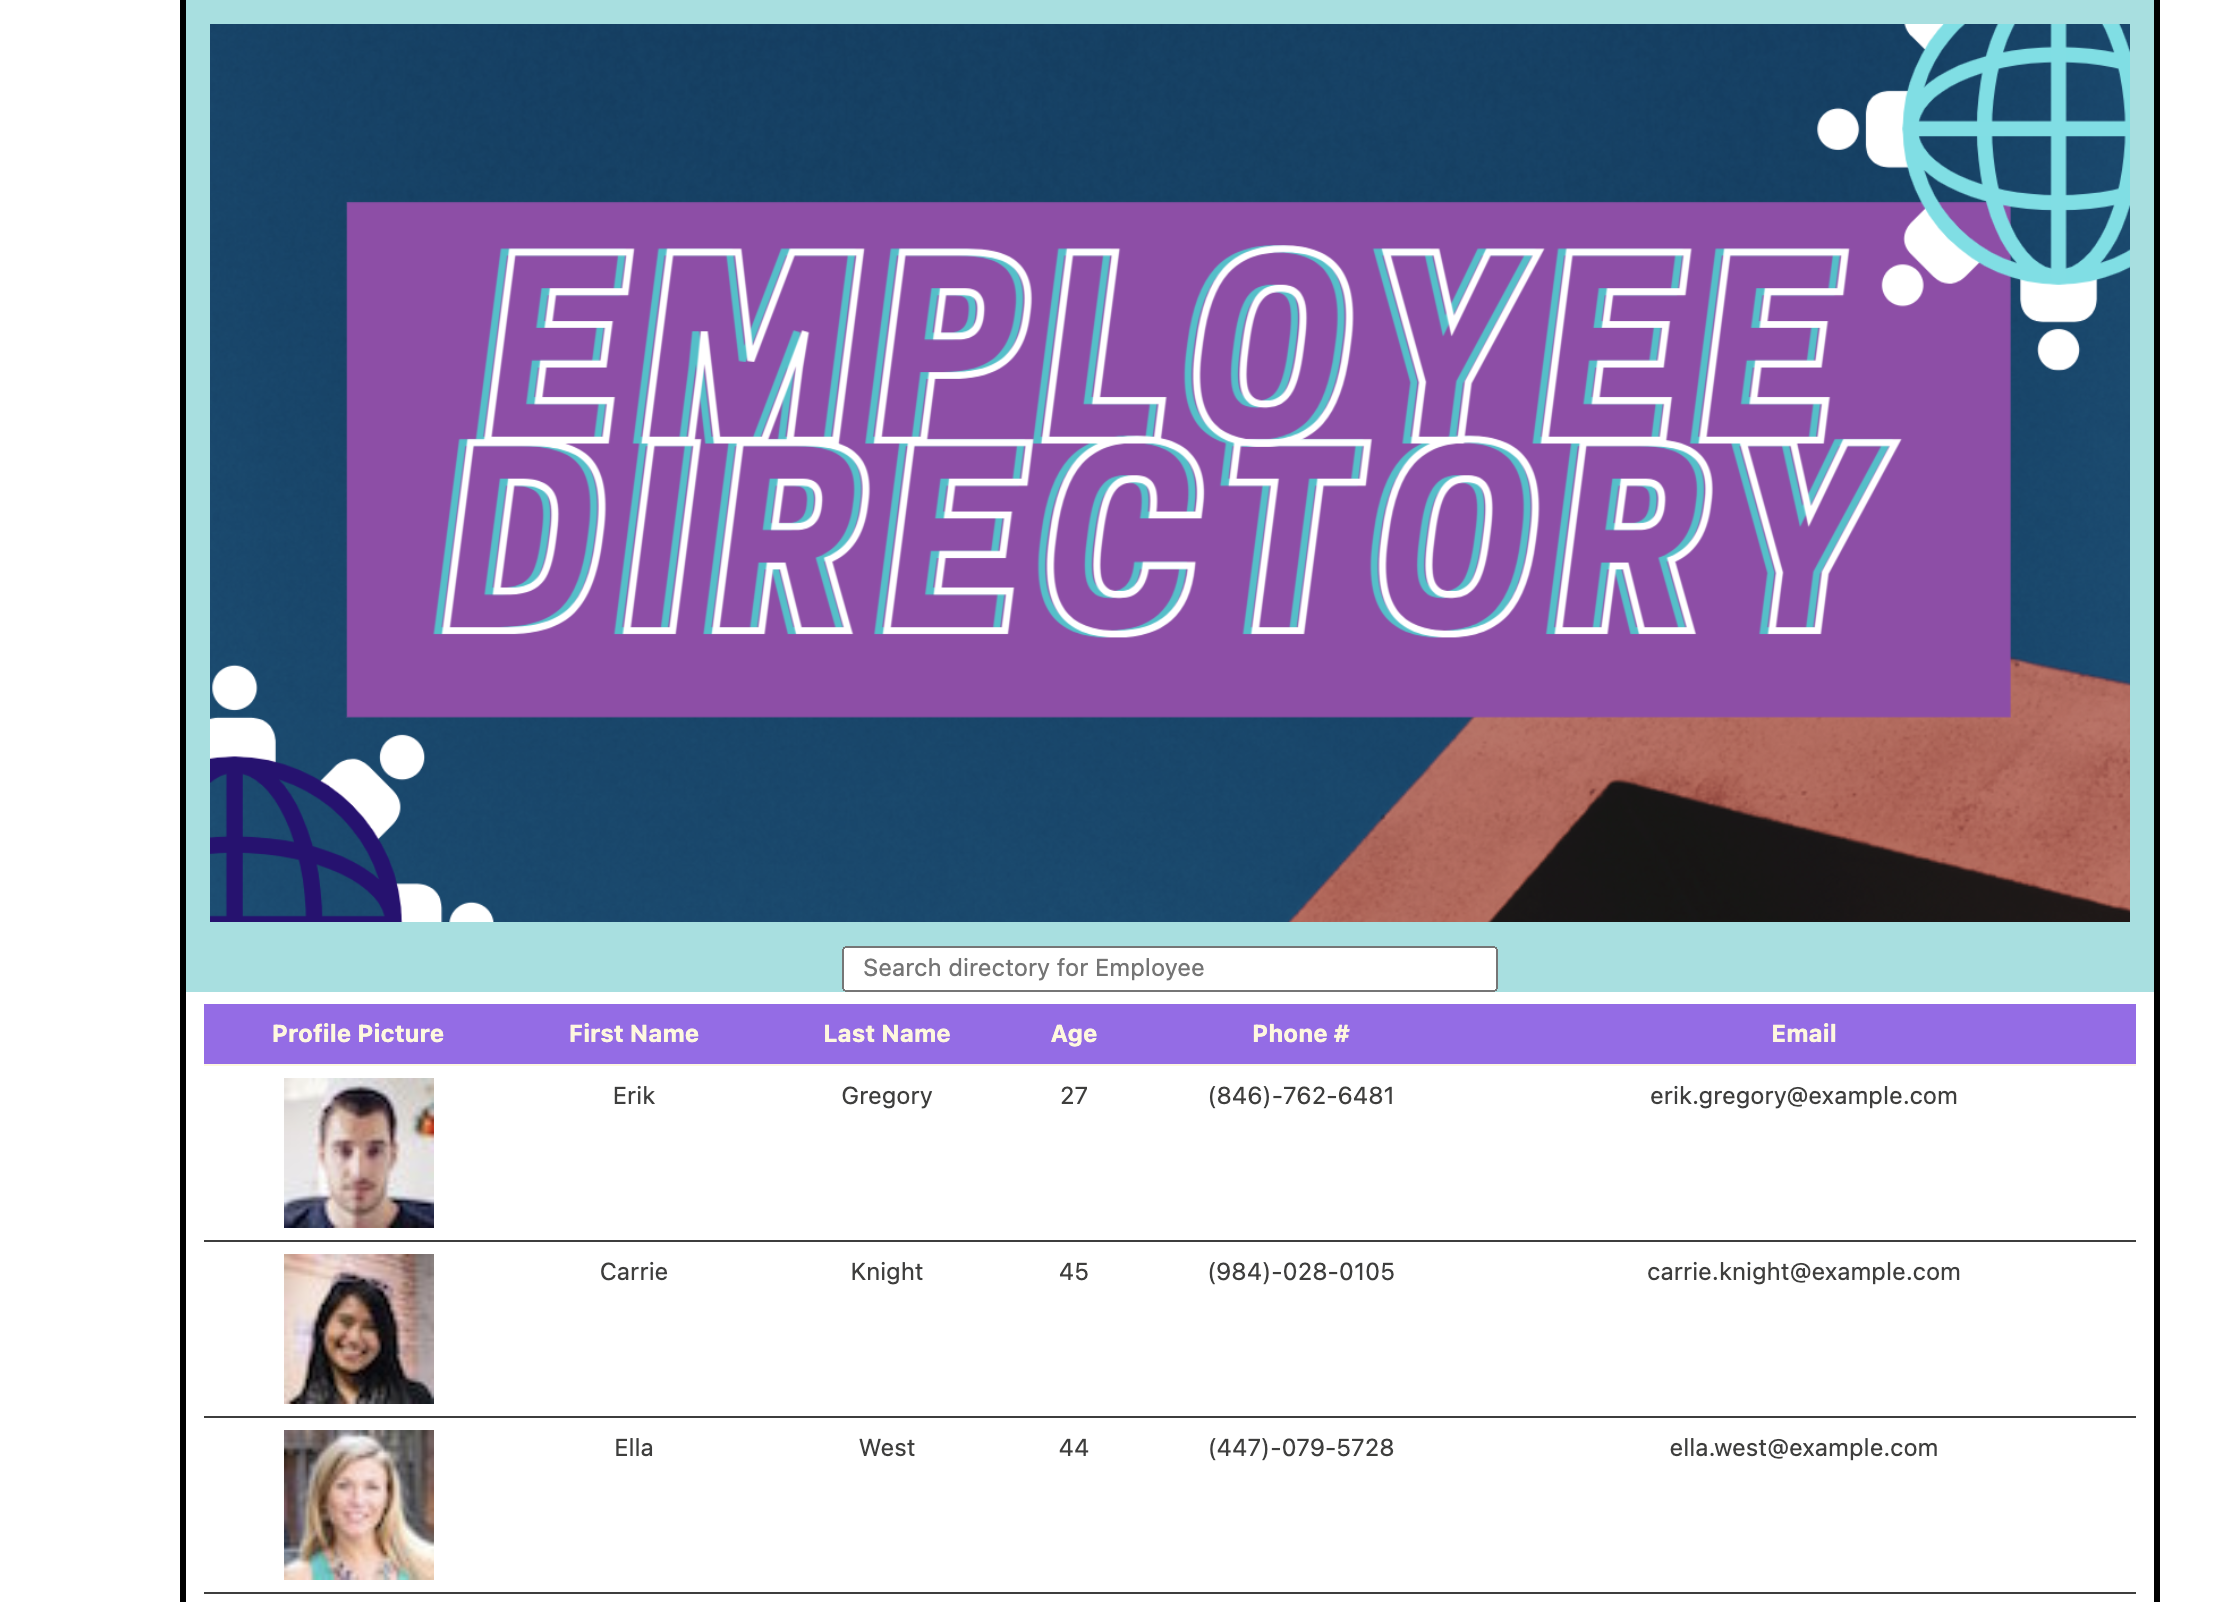 EMPLOYEE
DIRECTORY
Search directory for Employee
Profile Picture First Name Last Name Age Phone # Email
Erik Gregory 27 (846)-762-6481 erik.gregory@example.com
Carrie Knight 45 (984)-028-0105 carrie.knight@example.com
Ella West 44 (447)-079-5728 ella.west@example.com